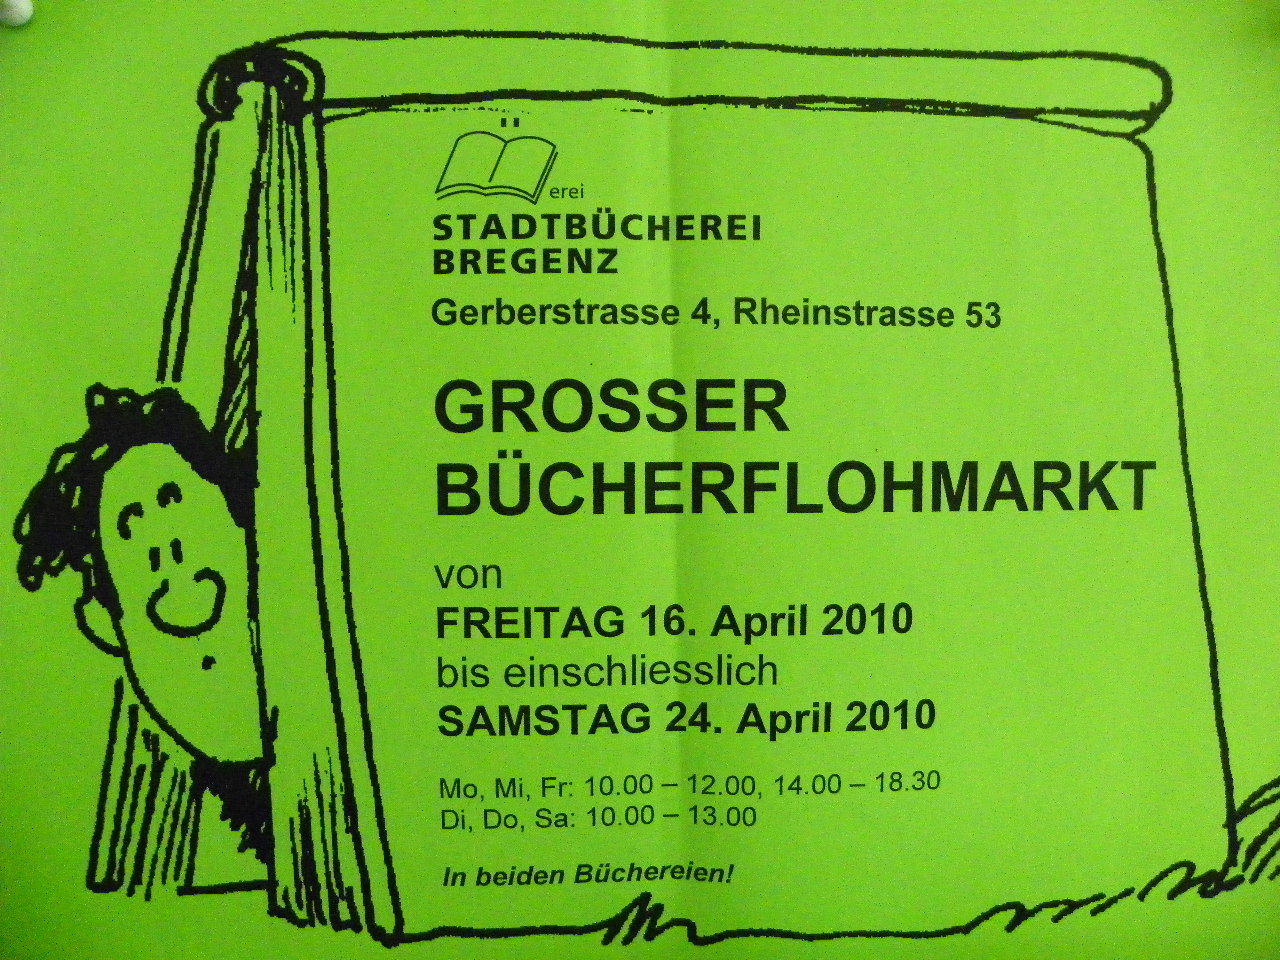 erei
STADTBÜCHEREI
BREGENZ
Gerberstrasse 4, Rheinstrasse 53
GROSSER
BÜCHERFLOHMARKT
von
FREITAG 16. April 2010
bis einschliesslich
SAMSTAG 24. April 2010
Mo, Mi, Fr: 10.00 – 12.00, 14.00 – 18.30
Di, Do, Sa: 10.00 – 13.00
In beiden Büchereien!